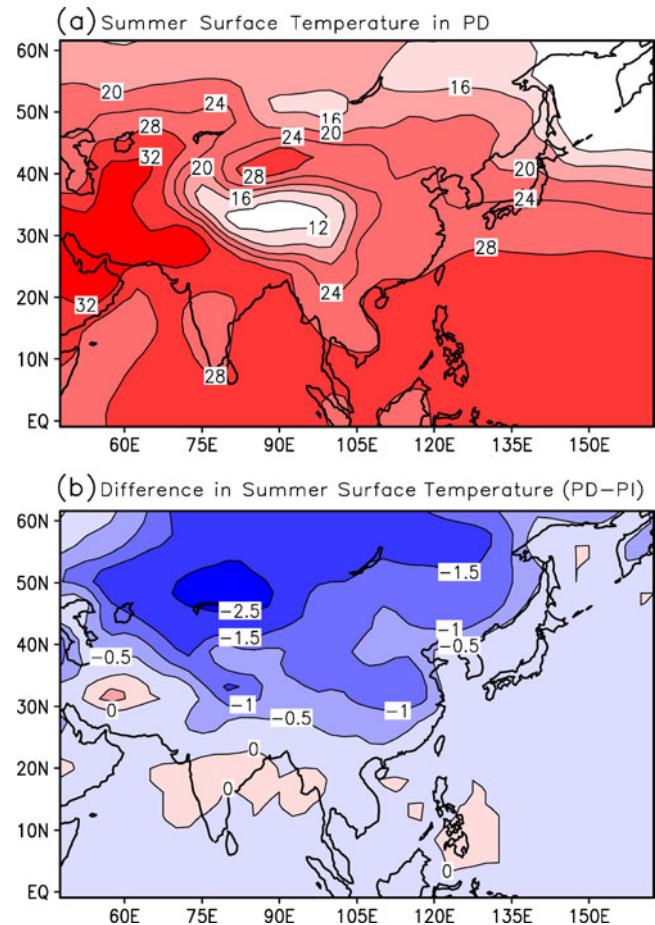 (a) Summer Surface Temperature in PD
60N
50N
40N
30N
20N
10N
EQ
20
24
28
32
16
16
20
24
28
20
16
12
20
24
28
24
32
28
60E 75E 90E 105E 120E 135E 150E
(b) Difference in Summer Surface Temperature (PD-PI)
60N
50N
40N
30N
20N
10N
EQ
-1.5
-2.5
-1.5
-1
-0.5
-0.5
0
-1
-1
-0.5
0
0
0
60E 75E 90E 105E 120E 135E 150E